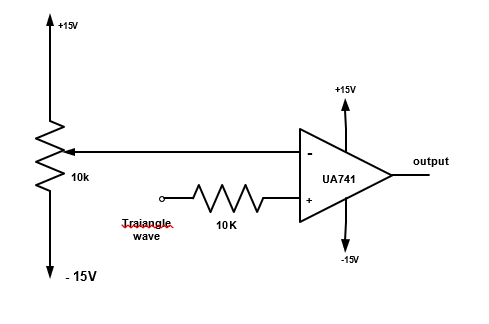 +15V
+15V
-
output
UA741
10k
+
Traiangle
wave
10K
-15V
- 15V